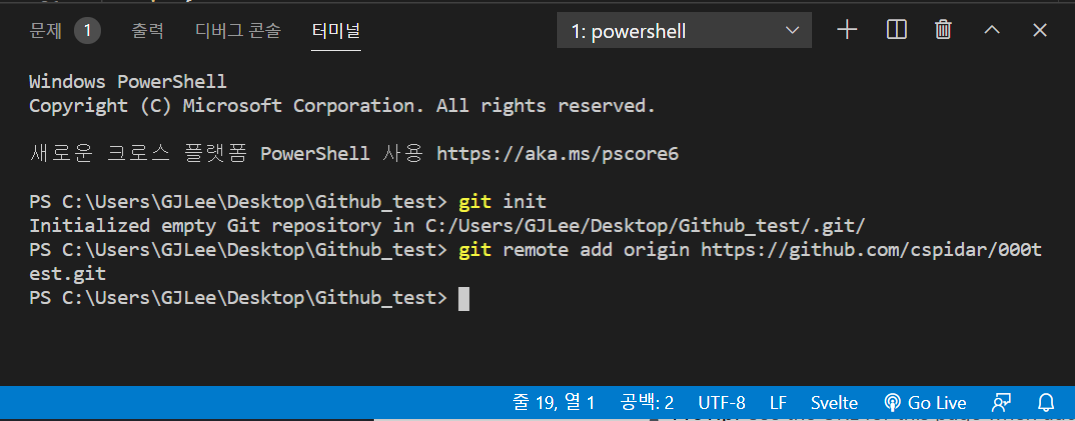 문제 1 출력 디버그 콘솔 터미널 1: powershell
Windows PowerShell
Copyright (C) Microsoft Corporation. All rights reserved.
새로운 크로스 플랫폼 PowerShell 사용 https://aka.ms/pscore6
PS C:\Users\GJLee\Desktop\Github_test> git init
Initialized empty Git repository in C:/Users/GJLee/Desktop/Github_test/.git/
PS C:\Users\GJLee\Desktop\Github_test> git remote add origin https://github.com/cspidar/000t
est.git
PS C:\Users\GJLee\Desktop\Github_test>
줄 19, 열 1 공백: 2 UTF-8 LF Svelte Go Live